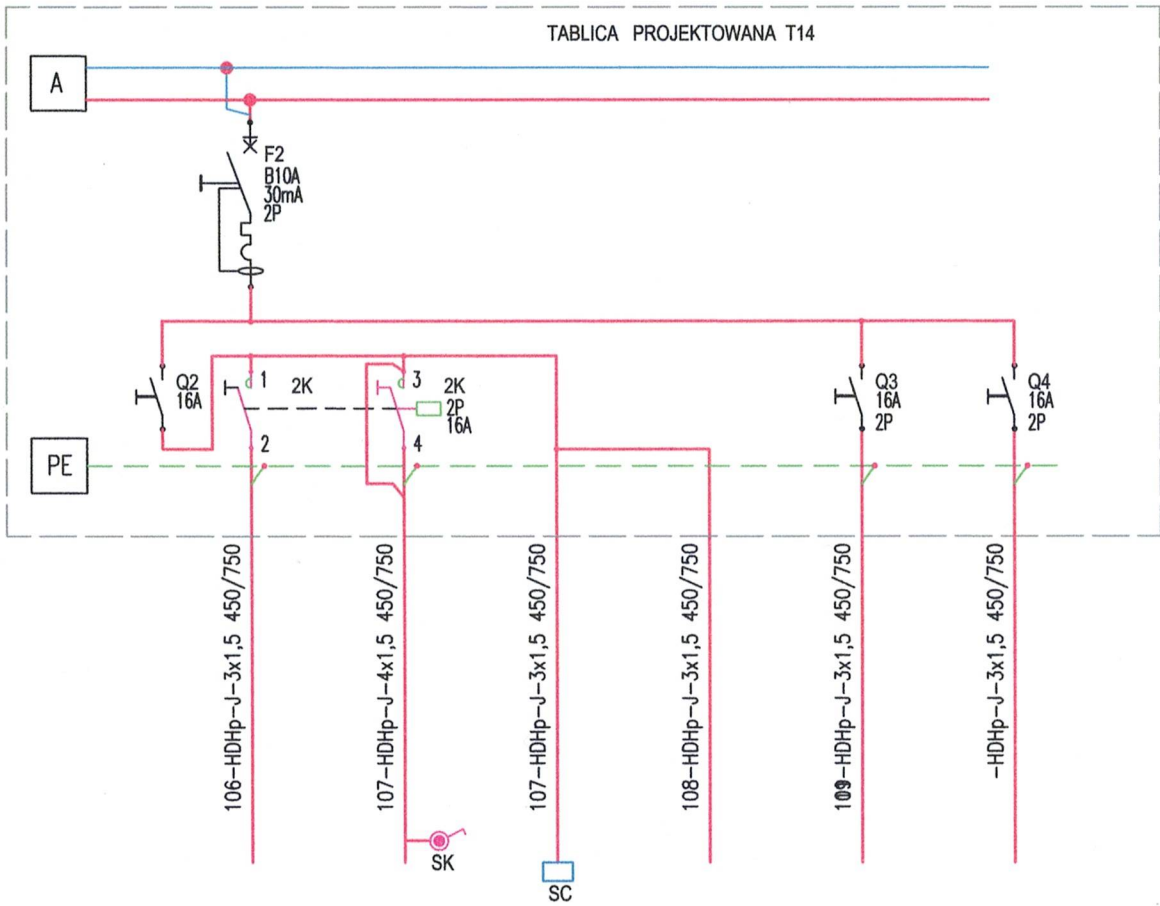 TABLICA PROJEKTOWANA T14
A
F2
B10A
30mA
2P
Q2
16A
1
2K
2
3
2K
2P
16A
4
Q3
16A
2P
Q4
16A
2P
PE
106-HDHp-J-3x1,5 450/750
107-HDHp-J-4x1,5 450/750
107-HDHp-J-3x1,5 450/750
108-HDHp-J-3x1,5 450/750
-HDHp-J-3x1,5 450/750
-HDHp-J-3x1,5 450/750
SK
SC